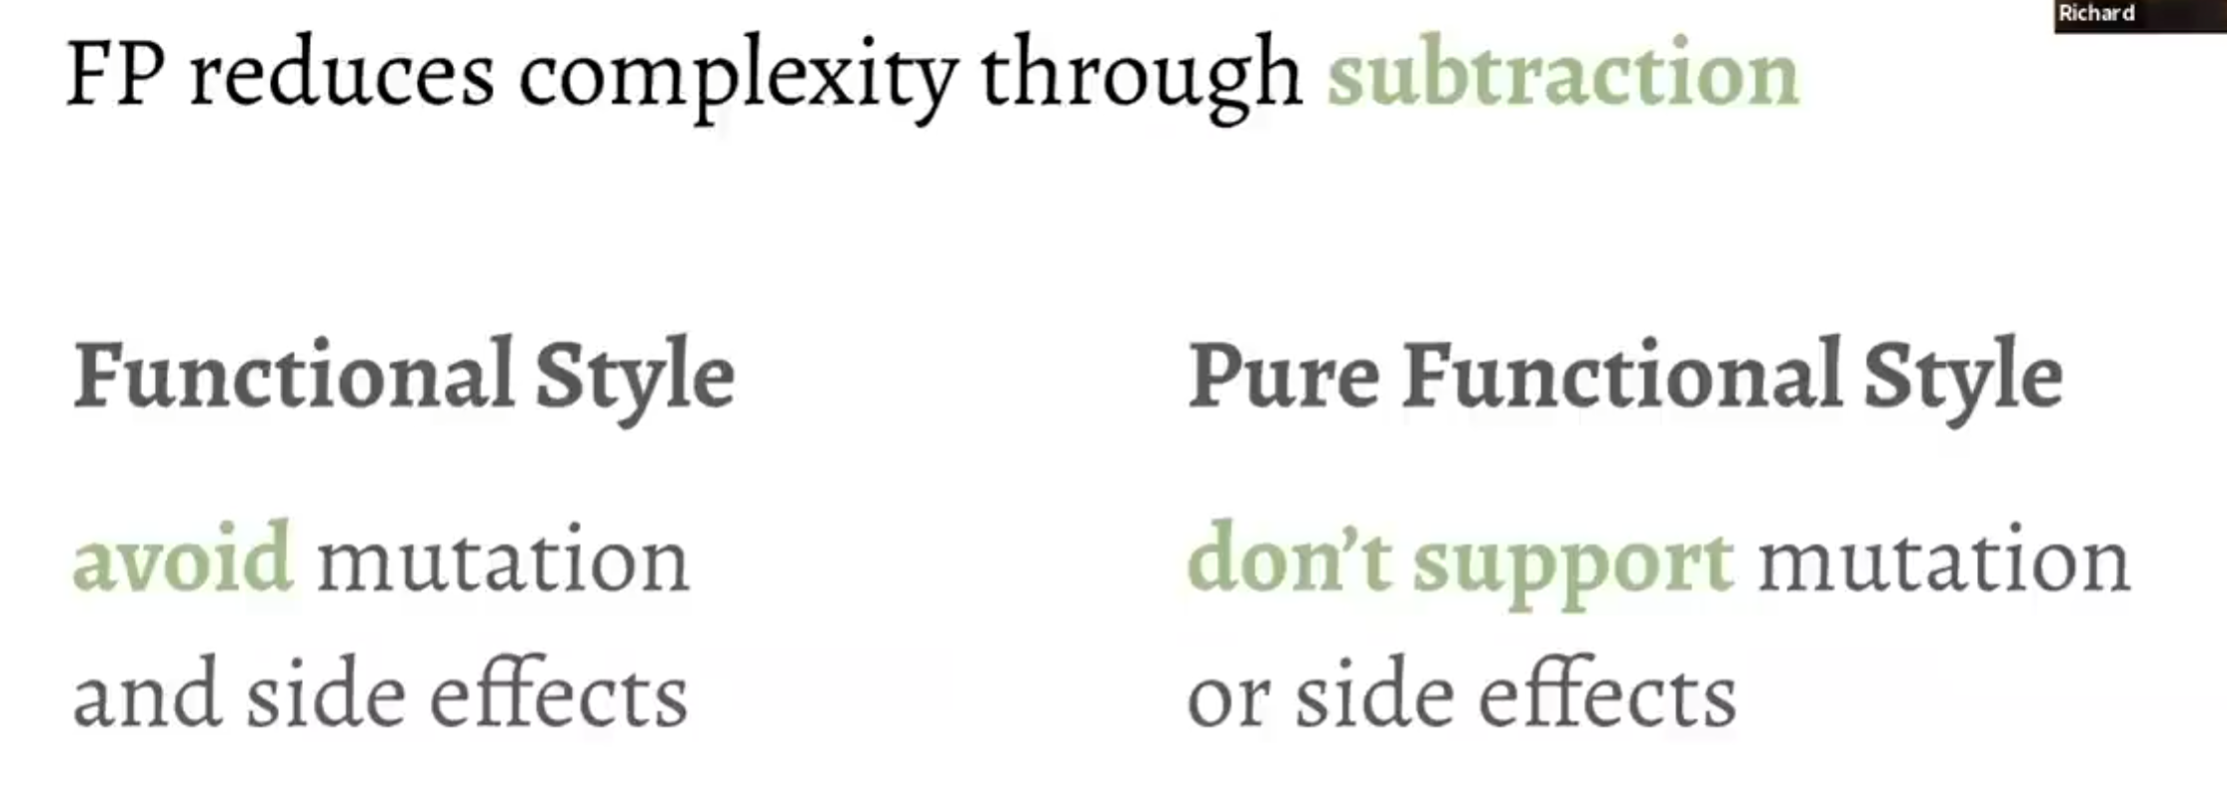 Richard
FP reduces complexity through subtraction
Functional Style
avoid mutation
and side effects
Pure Functional Style
don’t support mutation
or side effects